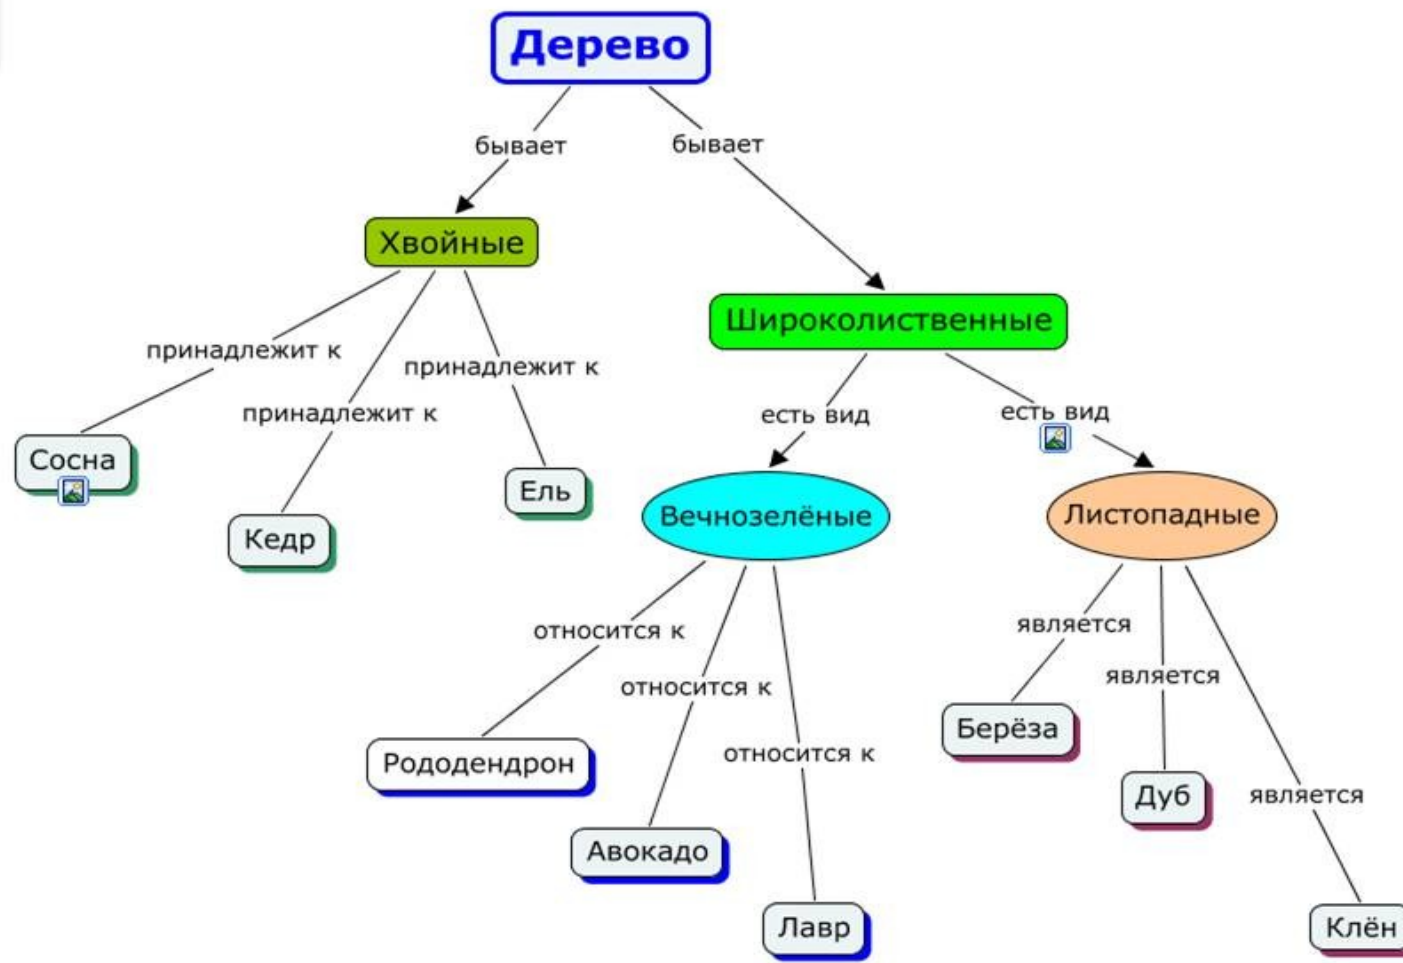 Дерево
бывает
бывает
Хвойные
Широколиственные
принадлежит к
принадлежит к
принадлежит к
есть вид
есть вид
Сосна
Кедр
Ель
Вечнозелёные
Листопадные
относится к
относится к
относится к
является
является
является
Рододендрон
Авокадо
Лавр
Берёза
Дуб
Клён